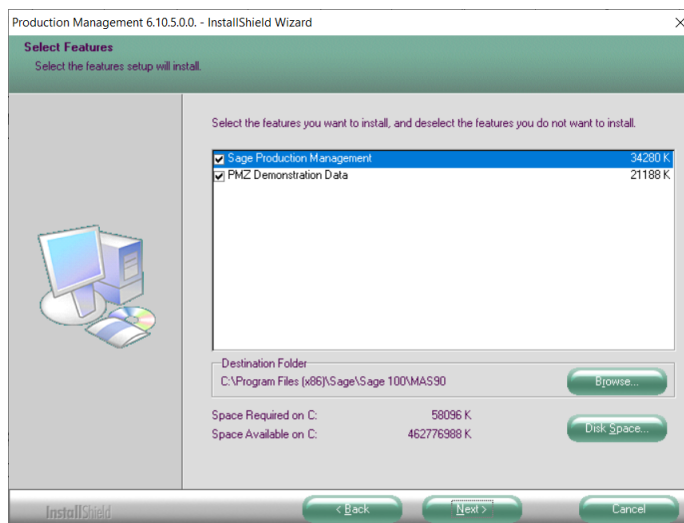 Production Management 6.10.5.0.0. - InstallShield Wizard
Select Features
Select the features setup will install.
Select the features you want to install, and deselect the features you do not want to install.
Sage Production Management 34280 K
PMZ Demonstration Data 21188 K
Destination Folder
C:\Program Files (x86)\Sage\Sage 100\MAS90
Browse...
Space Required on C: 58096 K
Space Available on C: 462776988 K
Disk Space...
InstallShield
< Back
Next >
Cancel